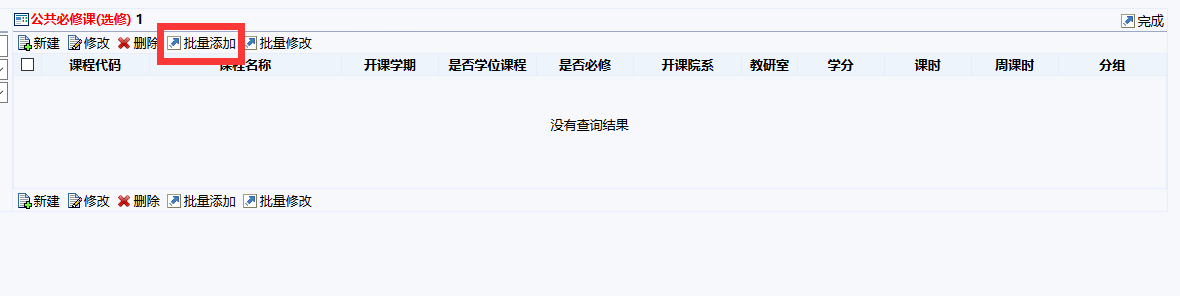 公共必修课(选修) 1
完成
新建 修改 删除 批量添加 批量修改
课程代码 课程名称 开课学期 是否学位课程 是否必修 开课院系 教研室 学分 课时 周课时 分组
没有查询结果
新建 修改 删除 批量添加 批量修改